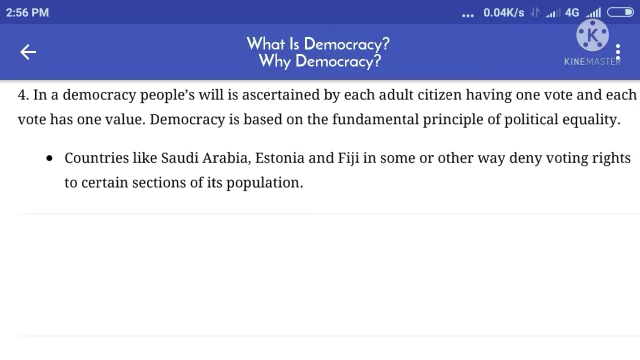 2:56 PM
... 0.04K/s 4G
What Is Democracy?
Why Democracy?
K
KINEMASTER
4. In a democracy people's will is ascertained by each adult citizen having one vote and each
vote has one value. Democracy is based on the fundamental principle of political equality.
• Countries like Saudi Arabia, Estonia and Fiji in some or other way deny voting rights
to certain sections of its population.